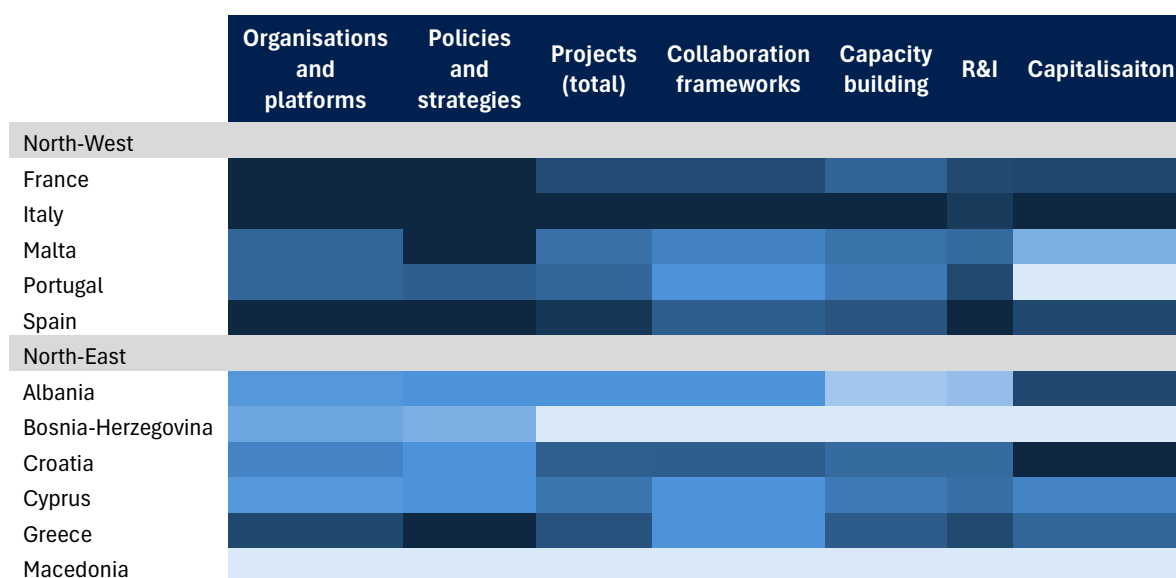 Organisations and platforms
Policies and strategies
Projects (total)
Collaboration frameworks
Capacity building
R&I
Capitalisaiton
North-West
France
Italy
Malta
Portugal
Spain
North-East
Albania
Bosnia-Herzegovina
Croatia
Cyprus
Greece
Macedonia